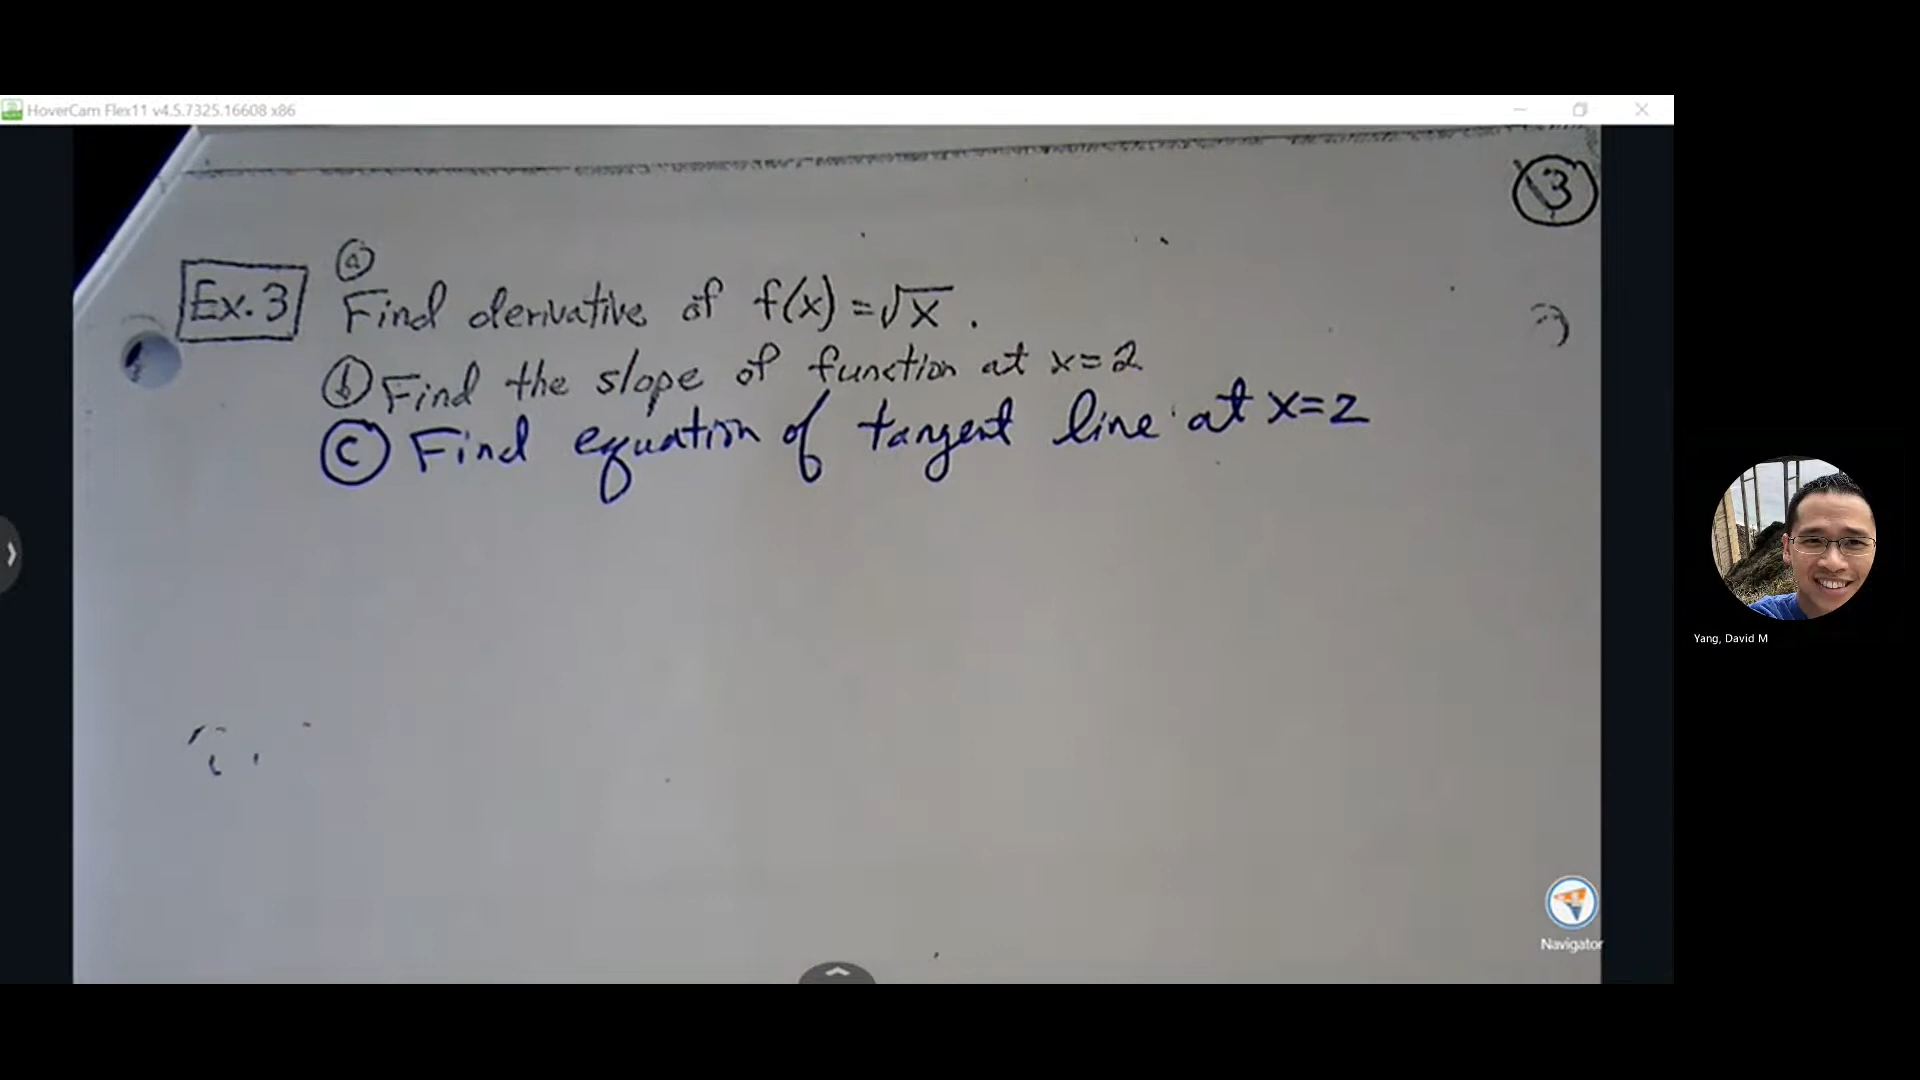 HoverCam Flex11 v4.5.7325.16608 x86
3
a
Ex.3 Find derivative of f(x) = √x .
b Find the slope of function at x=2
c Find equation of tangent line at x=2
Yang, David M
Navigator